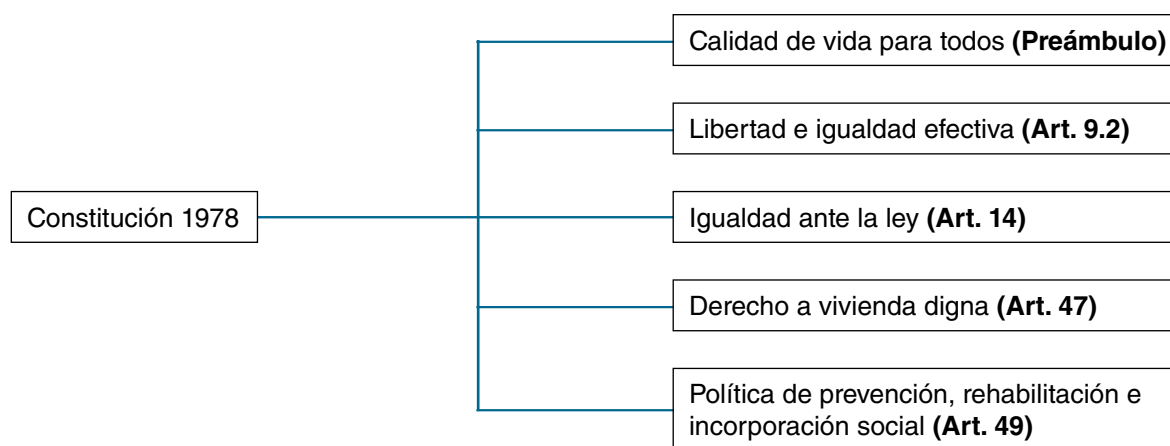 Calidad de vida para todos (Preámbulo)
Libertad e igualdad efectiva (Art. 9.2)
Constitución 1978
Igualdad ante la ley (Art. 14)
Derecho a vivienda digna (Art. 47)
Política de prevención, rehabilitación e
incorporación social (Art. 49)